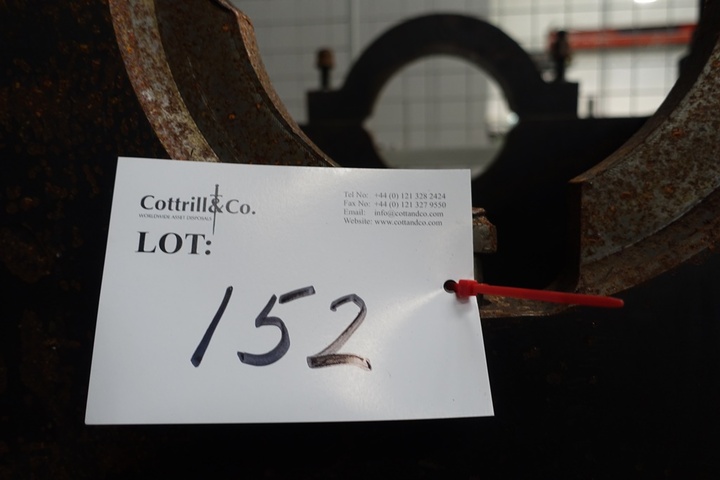 Cottrill&Co.
WORLDWIDE ASSET DISPOSALS
Tel No: +44 (0) 121 328 2424
Fax No: +44 (0) 121 327 9550
Email: info@cottandco.com
Website: www.cottandco.com
LOT:
152